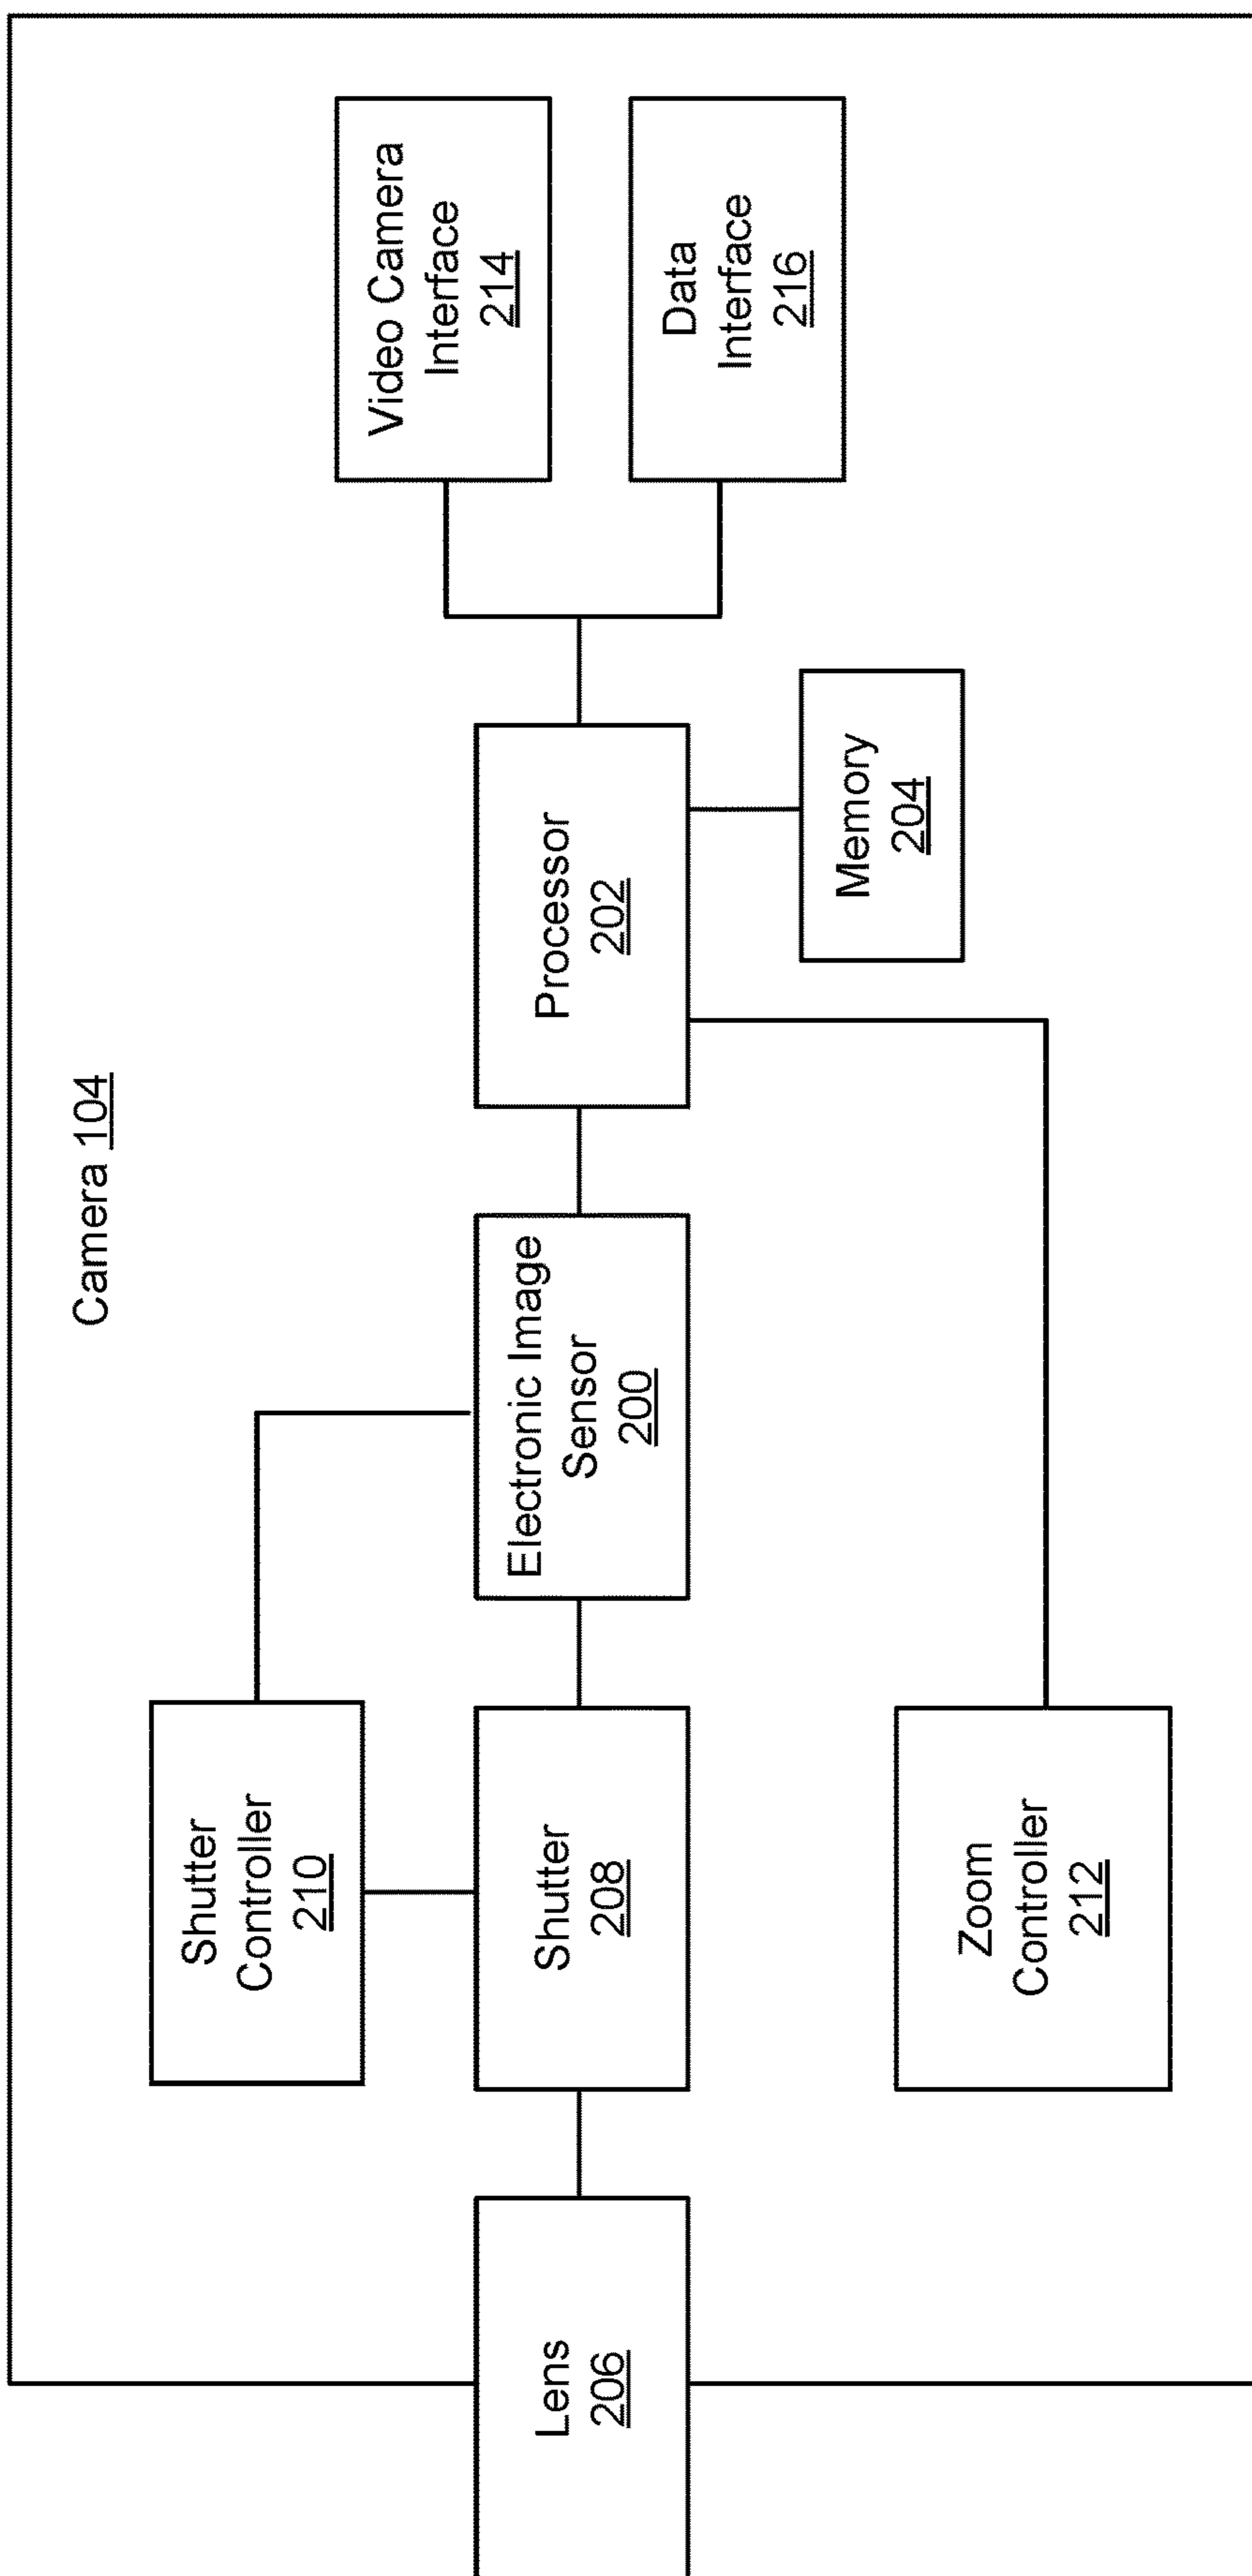 Camera 104
Shutter
Controller
210
Video Camera
Interface
214
Lens
206
Shutter
208
Electronic Image
Sensor
200
Processor
202
Data
Interface
216
Memory
204
Zoom
Controller
212